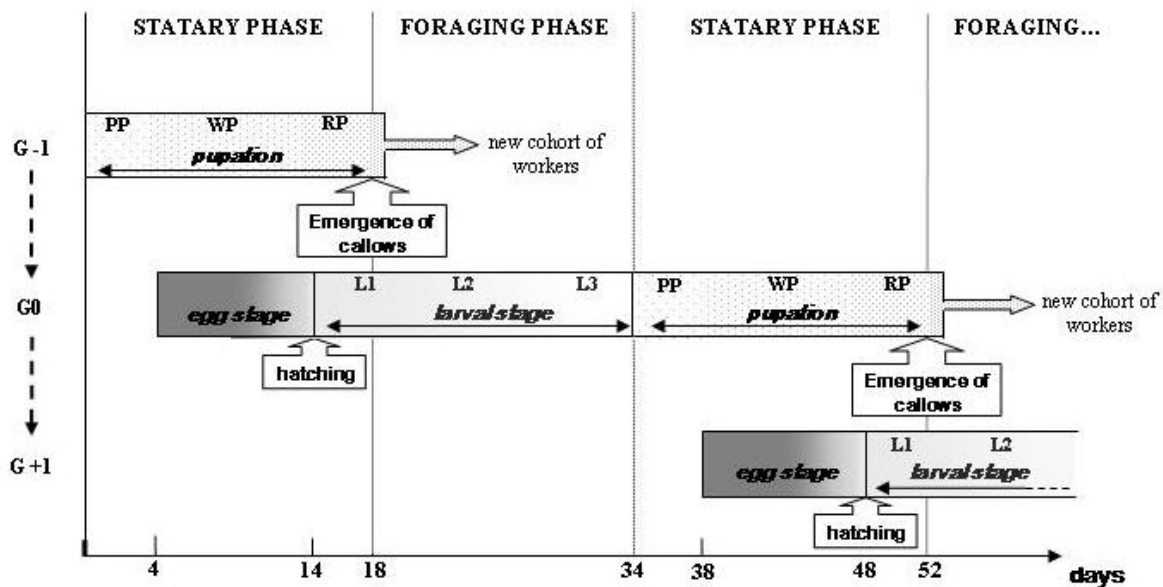 STATARY PHASE FORAGING PHASE STATARY PHASE FORAGING...
PP WP RP
G -1
pupation
new cohort of
workers
Emergence of
callows
G0
L1 L2 L3 PP WP RP
egg stage larval stage pupation
new cohort of
workers
hatching
Emergence of
callows
G +1
L1 L2
egg stage larval stage
hatching
4 14 18 34 38 48 52 days